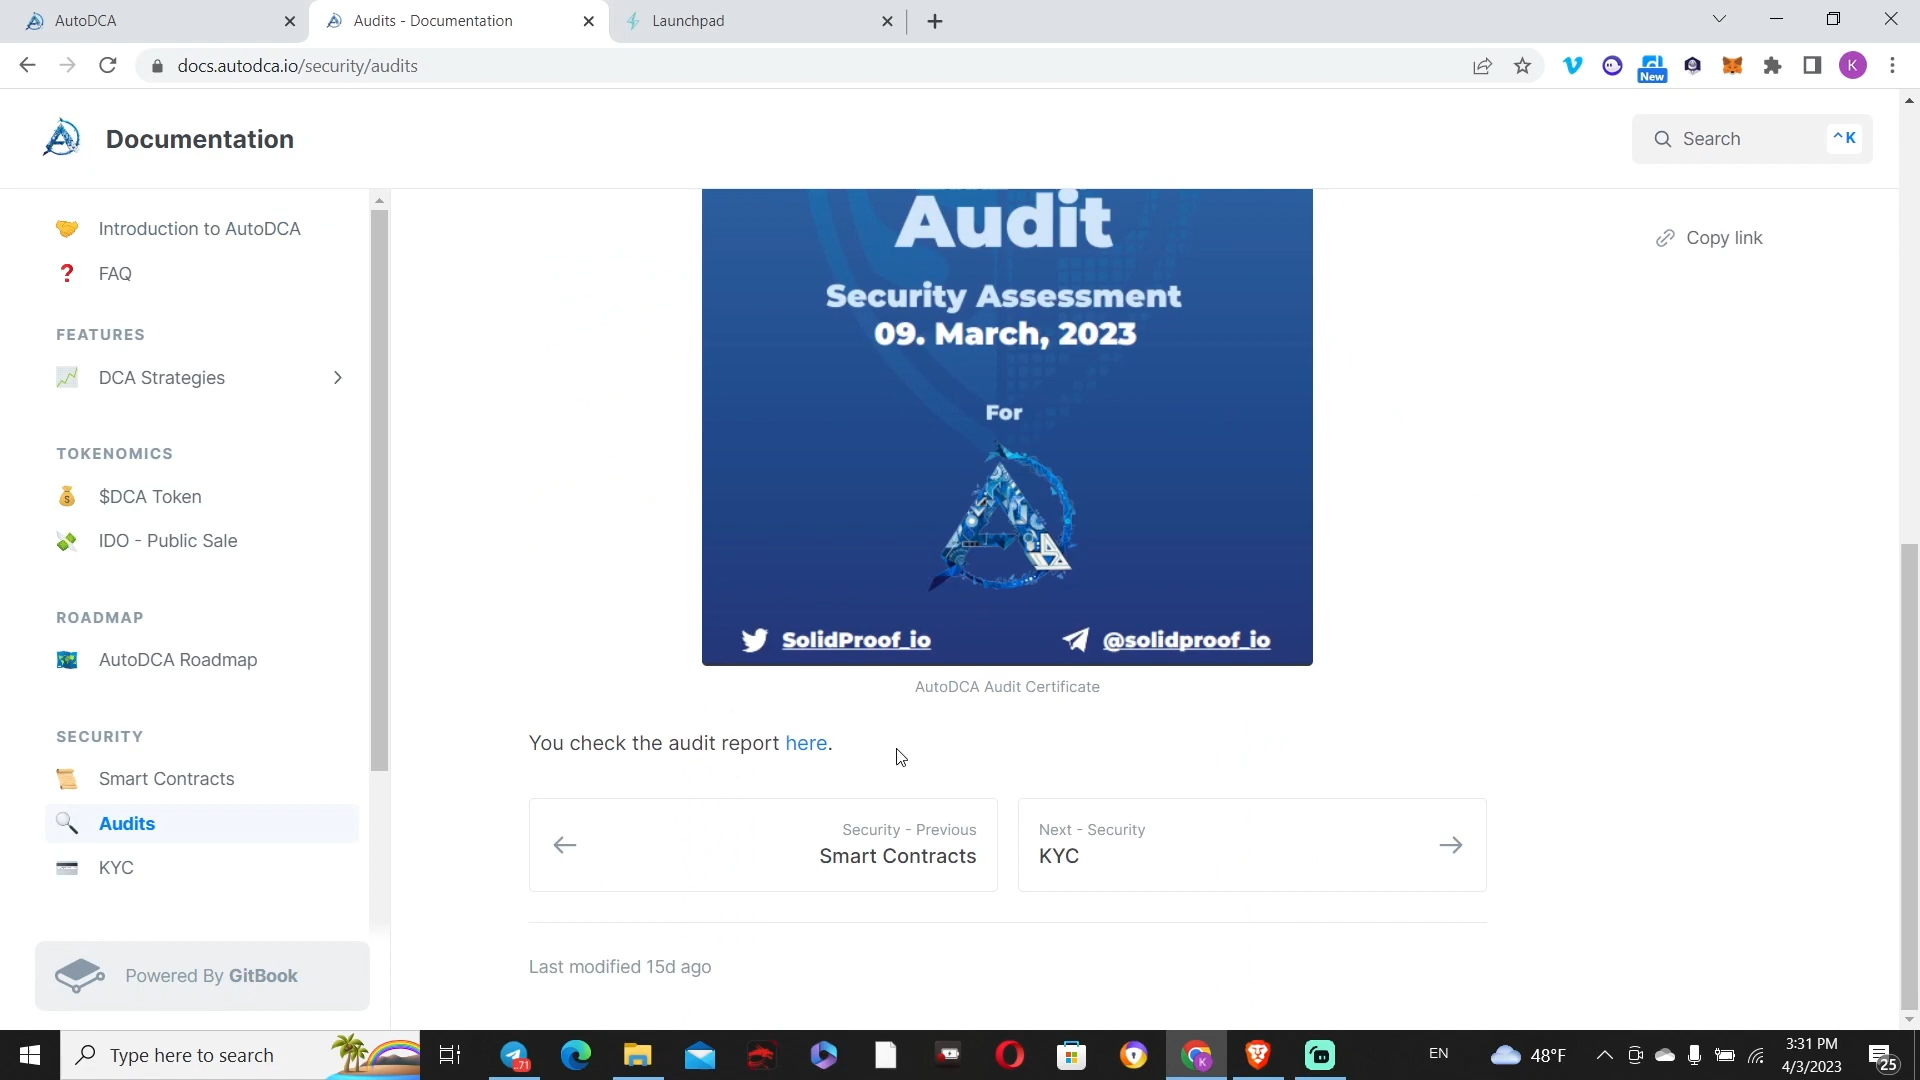 AutoDCA
Audits - Documentation
Launchpad
docs.autodca.io/security/audits
New
K
Documentation
Search
^K
Introduction to AutoDCA
? FAQ
FEATURES
DCA Strategies
TOKENOMICS
$DCA Token
IDO - Public Sale
ROADMAP
AutoDCA Roadmap
SECURITY
Smart Contracts
Audits
KYC
Powered By GitBook
Audit
Security Assessment
09. March, 2023
For
SolidProof_io
@solidproof_io
AutoDCA Audit Certificate
You check the audit report here.
Security - Previous
Smart Contracts
Next - Security
KYC
Last modified 15d ago
Copy link
Type here to search
71
K
EN
48°F
3:31 PM
4/3/2023
25